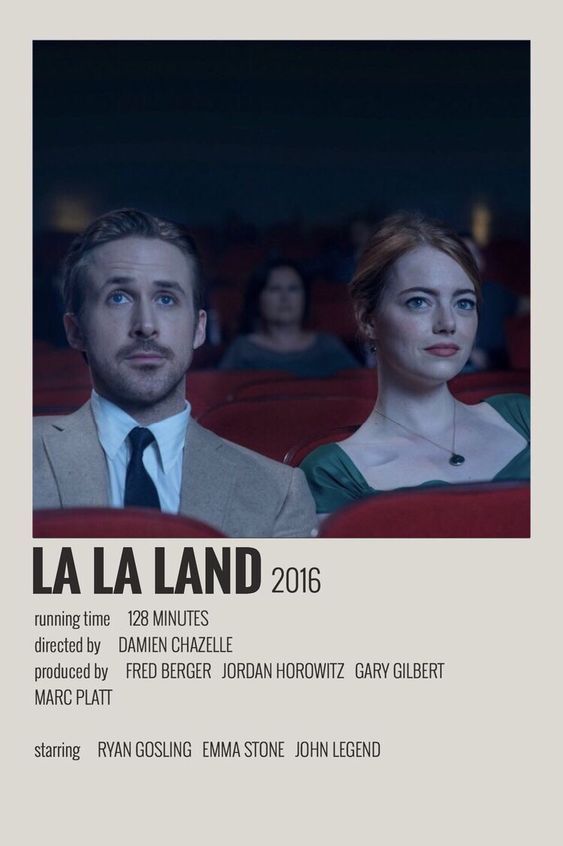 LA LA LAND 2016
running time 128 MINUTES
directed by DAMIEN CHAZELLE
produced by FRED BERGER JORDAN HOROWITZ GARY GILBERT
MARC PLATT
starring RYAN GOSLING EMMA STONE JOHN LEGEND